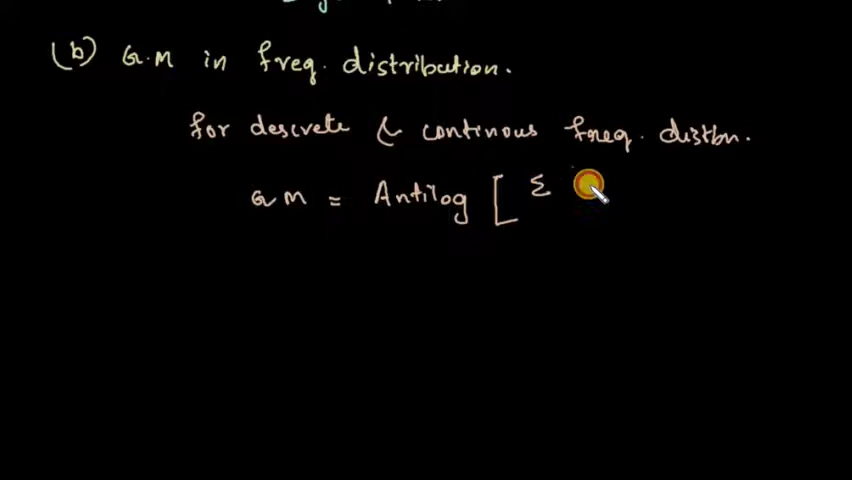 (b) G.M in freq. distribution.
for descrete & continous freq. distbn.
GM = Antilog [ Σ